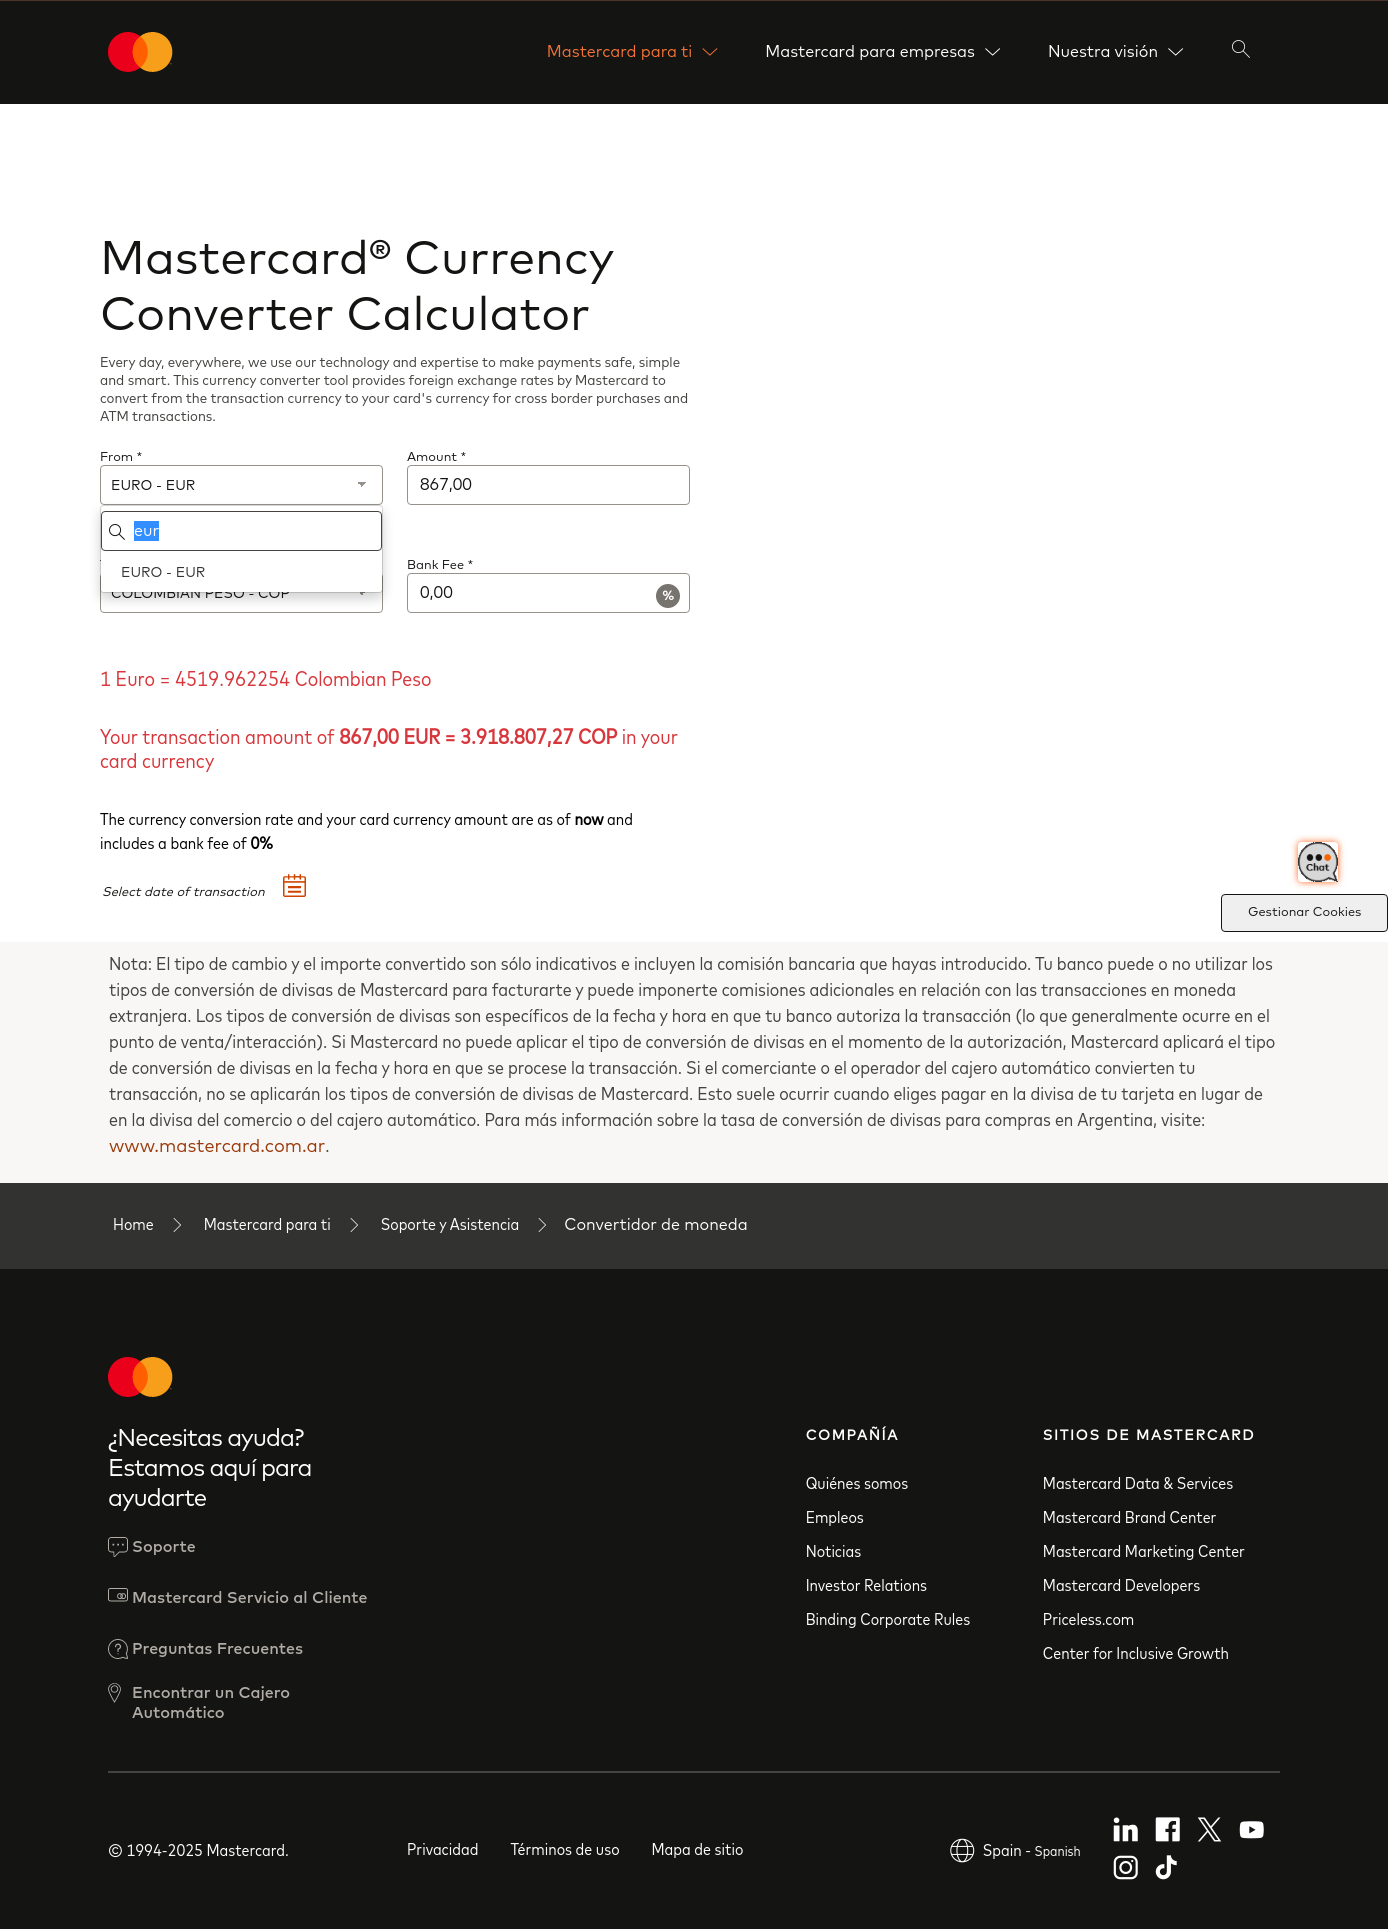 Mastercard para ti
Mastercard para empresas
Nuestra visión
Mastercard® Currency
Converter Calculator
Every day, everywhere, we use our technology and expertise to make payments safe, simple
and smart. This currency converter tool provides foreign exchange rates by Mastercard to
convert from the transaction currency to your card's currency for cross border purchases and
ATM transactions.
From *
Amount *
EURO - EUR
867,00
eur
EURO - EUR
Bank Fee *
COLOMBIAN PESO - COP
0,00
%
1 Euro = 4519.962254 Colombian Peso
Your transaction amount of 867,00 EUR = 3.918.807,27 COP in your
card currency
The currency conversion rate and your card currency amount are as of now and
includes a bank fee of 0%
Select date of transaction
Chat
Gestionar Cookies
Nota: El tipo de cambio y el importe convertido son sólo indicativos e incluyen la comisión bancaria que hayas introducido. Tu banco puede o no utilizar los
tipos de conversión de divisas de Mastercard para facturarte y puede imponerte comisiones adicionales en relación con las transacciones en moneda
extranjera. Los tipos de conversión de divisas son específicos de la fecha y hora en que tu banco autoriza la transacción (lo que generalmente ocurre en el
punto de venta/interacción). Si Mastercard no puede aplicar el tipo de conversión de divisas en el momento de la autorización, Mastercard aplicará el tipo
de conversión de divisas en la fecha y hora en que se procese la transacción. Si el comerciante o el operador del cajero automático convierten tu
transacción, no se aplicarán los tipos de conversión de divisas de Mastercard. Esto suele ocurrir cuando eliges pagar en la divisa de tu tarjeta en lugar de
en la divisa del comercio o del cajero automático. Para más información sobre la tasa de conversión de divisas para compras en Argentina, visite:
www.mastercard.com.ar.
Home
Mastercard para ti
Soporte y Asistencia
Convertidor de moneda
¿Necesitas ayuda?
Estamos aquí para
ayudarte
Soporte
Mastercard Servicio al Cliente
Preguntas Frecuentes
Encontrar un Cajero
Automático
COMPAÑÍA
Quiénes somos
Empleos
Noticias
Investor Relations
Binding Corporate Rules
SITIOS DE MASTERCARD
Mastercard Data & Services
Mastercard Brand Center
Mastercard Marketing Center
Mastercard Developers
Priceless.com
Center for Inclusive Growth
© 1994-2025 Mastercard.
Privacidad
Términos de uso
Mapa de sitio
Spain - Spanish